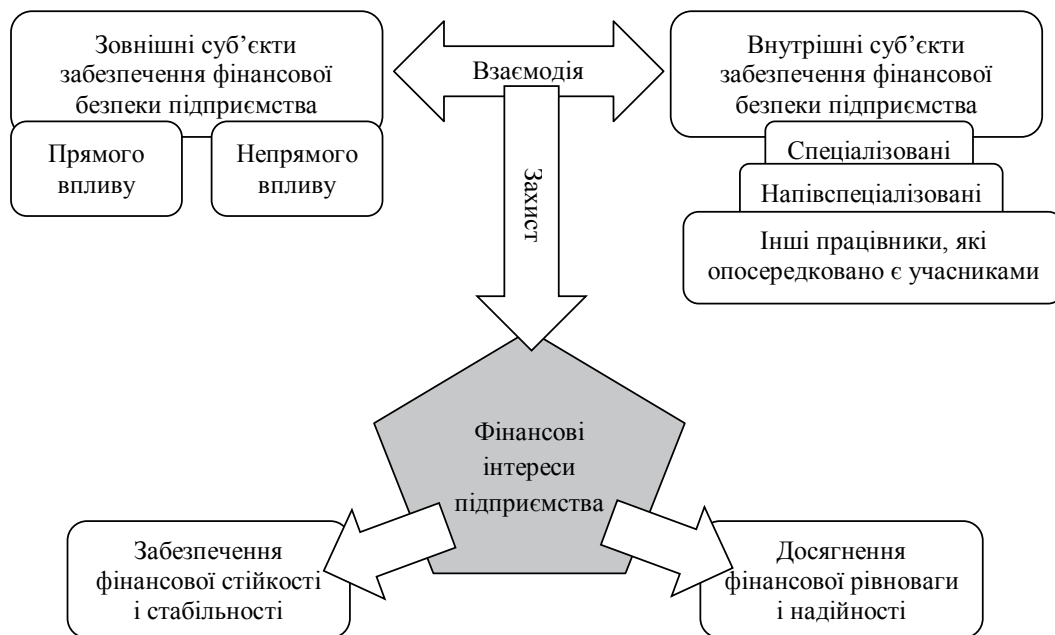 Зовнішні суб’єкти
забезпечення фінансової
безпеки підприємства
Прямого
впливу
Непрямого
впливу
Взаємодія
Захист
Внутрішні суб’єкти
забезпечення фінансової
безпеки підприємства
Спеціалізовані
Напівспеціалізовані
Інші працівники, які
опосередковано є учасниками
Фінансові
інтереси
підприємства
Забезпечення
фінансової стійкості
і стабільності
Досягнення
фінансової рівноваги
і надійності